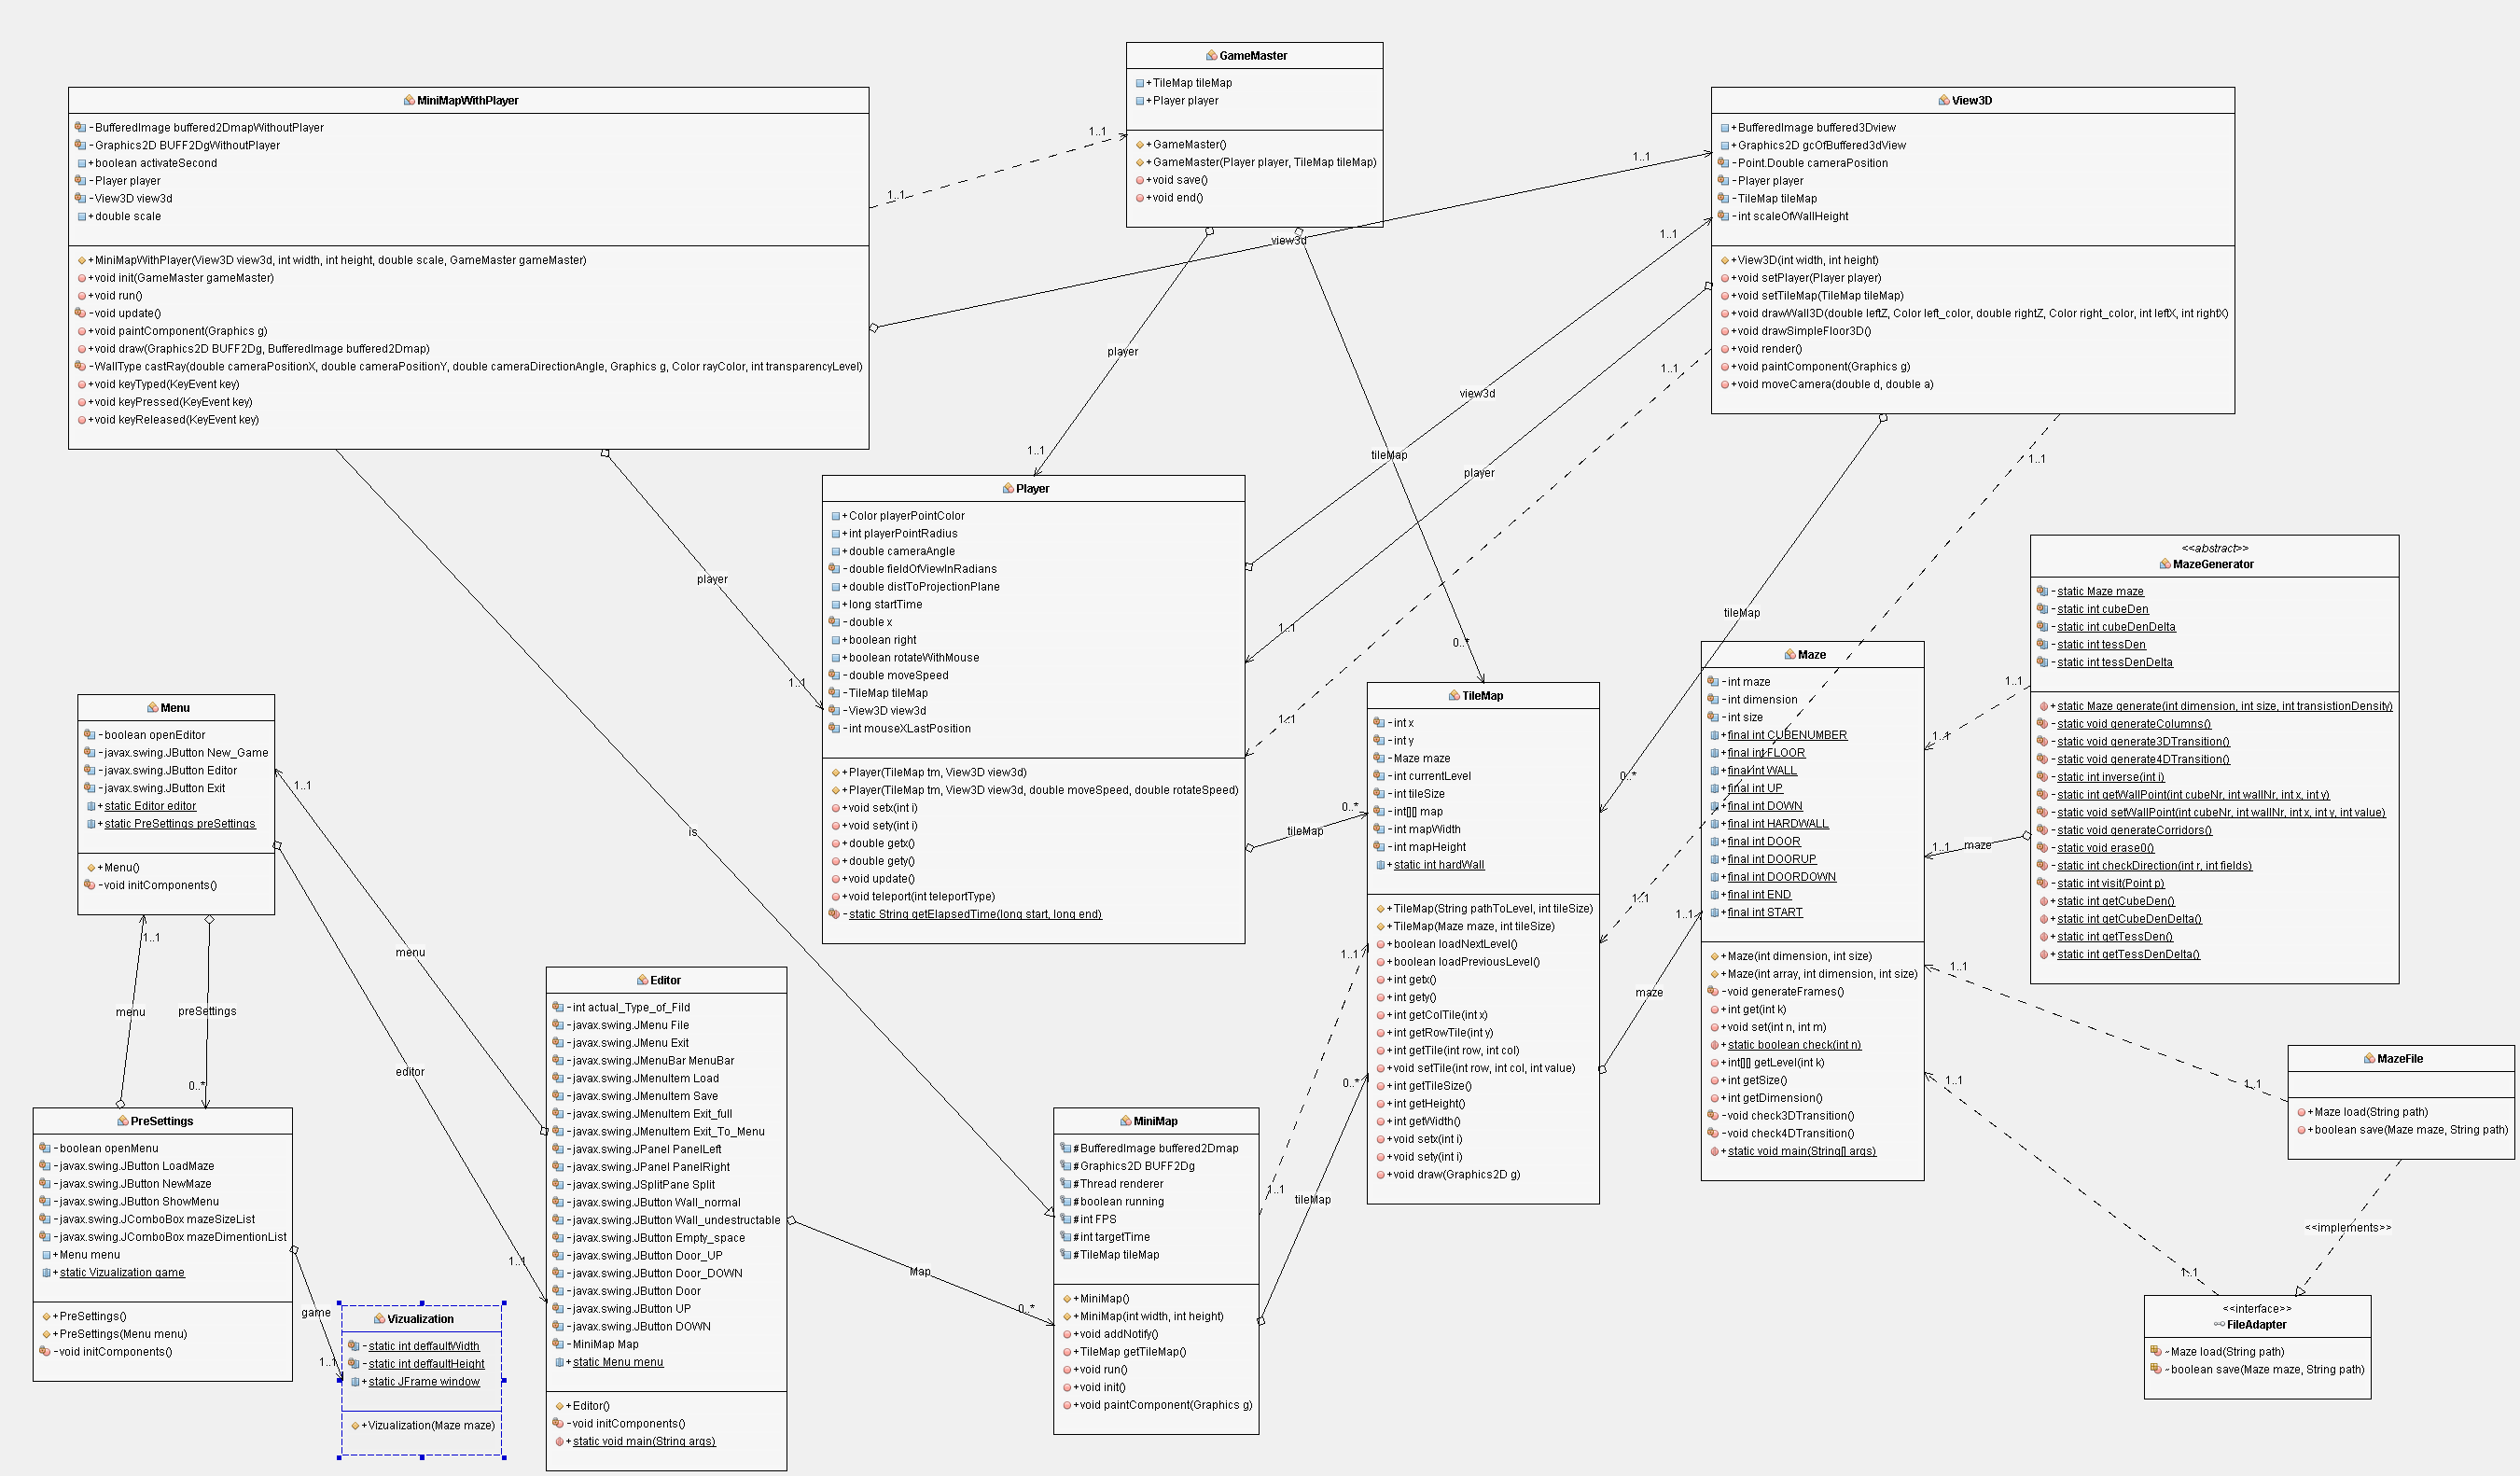 GameMaster
+TileMap tileMap
+Player player
+GameMaster()
+GameMaster(Player player, TileMap tileMap)
+void save()
+void end()
MiniMapWithPlayer
-BufferedImage buffered2DmapWithoutPlayer
-Graphics2D BUFF2DgWithoutPlayer
+boolean activateSecond
-Player player
-View3D view3d
+double scale
+MiniMapWithPlayer(View3D view3d, int width, int height, double scale, GameMaster gameMaster)
+void init(GameMaster gameMaster)
+void run()
-void update()
+void paintComponent(Graphics g)
+void draw(Graphics2D BUFF2Dg, BufferedImage buffered2Dmap)
-WallType castRay(double cameraPositionX, double cameraPositionY, double cameraDirectionAngle, Graphics g, Color rayColor, int transparencyLevel)
+void keyTyped(KeyEvent key)
+void keyPressed(KeyEvent key)
+void keyReleased(KeyEvent key)
View3D
+BufferedImage buffered3Dview
+Graphics2D gcOfBuffered3dView
-Point.Double cameraPosition
-Player player
-TileMap tileMap
-int scaleOfWallHeight
+View3D(int width, int height)
+void setPlayer(Player player)
+void setTileMap(TileMap tileMap)
+void drawWall3D(double leftZ, Color left_color, double rightZ, Color right_color, int leftX, int rightX)
+void drawSimpleFloor3D()
+void render()
+void paintComponent(Graphics g)
+void moveCamera(double d, double a)
1..1
1..1
1..1
view3d
1..1
1..1
player
view3d
1..1
tileMap
player
1..1
player
1..1
1..1
0..*
tileMap
1..1
Player
+Color playerPointColor
+int playerPointRadius
+double cameraAngle
-double fieldOfViewInRadians
+double distToProjectionPlane
+long startTime
-double x
+boolean right
+boolean rotateWithMouse
-double moveSpeed
-TileMap tileMap
-View3D view3d
-int mouseXLastPosition
+Player(TileMap tm, View3D view3d)
+Player(TileMap tm, View3D view3d, double moveSpeed, double rotateSpeed)
+void setx(int i)
+void sety(int i)
+double getx()
+double gety()
+void update()
+void teleport(int teleportType)
-static String getElapsedTime(long start, long end)
<<abstract>>
MazeGenerator
-static Maze maze
-static int cubeDen
-static int cubeDenDelta
-static int tessDen
-static int tessDenDelta
+static Maze generate(int dimension, int size, int transistionDensity)
-static void generateColumns()
-static void generate3DTransition()
-static void generate4DTransition()
-static int inverse(int i)
-static int getWallPoint(int cubeNr, int wallNr, int x, int y)
-static void setWallPoint(int cubeNr, int wallNr, int x, int y, int value)
-static void generateCorridors()
-static void erase0()
-static int checkDirection(int r, int fields)
-static int visit(Point p)
+static int getCubeDen()
+static int getCubeDenDelta()
+static int getTessDen()
+static int getTessDenDelta()
Maze
-int maze
-int dimension
-int size
+final int CUBENUMBER
+final int FLOOR
+final int WALL
+final int UP
+final int DOWN
+final int HARDWALL
+final int DOOR
+final int DOORUP
+final int DOORDOWN
+final int END
+final int START
+Maze(int dimension, int size)
+Maze(int array, int dimension, int size)
-void generateFrames()
+int get(int k)
+void set(int n, int m)
+static boolean check(int n)
+int[][] getLevel(int k)
+int getSize()
+int getDimension()
-void check3DTransition()
-void check4DTransition()
+static void main(String[] args)
1..1
1..1
1..1
maze
TileMap
-int x
-int y
-Maze maze
-int currentLevel
-int tileSize
-int[][] map
-int mapWidth
-int mapHeight
+static int hardWall
+TileMap(String pathToLevel, int tileSize)
+TileMap(Maze maze, int tileSize)
+boolean loadNextLevel()
+boolean loadPreviousLevel()
+int getx()
+int gety()
+int getColTile(int x)
+int getRowTile(int y)
+int getTile(int row, int col)
+void setTile(int row, int col, int value)
+int getTileSize()
+int getHeight()
+int getWidth()
+void setx(int i)
+void sety(int i)
+void draw(Graphics2D g)
0..*
tileMap
0..*
1..1
1..1
maze
1..1
0..*
1..1
tileMap
is
Menu
-boolean openEditor
-javax.swing.JButton New_Game
-javax.swing.JButton Editor
-javax.swing.JButton Exit
+static Editor editor
+static PreSettings preSettings
+Menu()
-void initComponents()
1..1
1..1
menu
menu
preSettings
editor
0..*
1..1
Editor
-int actual_Type_of_Fild
-javax.swing.JMenu File
-javax.swing.JMenu Exit
-javax.swing.JMenuBar MenuBar
-javax.swing.JMenuItem Load
-javax.swing.JMenuItem Save
-javax.swing.JMenuItem Exit_full
-javax.swing.JMenuItem Exit_To_Menu
-javax.swing.JPanel PanelLeft
-javax.swing.JPanel PanelRight
-javax.swing.JSplitPane Split
-javax.swing.JButton Wall_normal
-javax.swing.JButton Wall_undestructable
-javax.swing.JButton Empty_space
-javax.swing.JButton Door_UP
-javax.swing.JButton Door_DOWN
-javax.swing.JButton Door
-javax.swing.JButton UP
-javax.swing.JButton DOWN
-MiniMap Map
+static Menu menu
+Editor()
-void initComponents()
+static void main(String args)
PreSettings
-boolean openMenu
-javax.swing.JButton LoadMaze
-javax.swing.JButton NewMaze
-javax.swing.JButton ShowMenu
-javax.swing.JComboBox mazeSizeList
-javax.swing.JComboBox mazeDimentionList
+Menu menu
+static Vizualization game
+PreSettings()
+PreSettings(Menu menu)
-void initComponents()
game
1..1
Vizualization
-static int deffaultWidth
-static int deffaultHeight
+static JFrame window
+Vizualization(Maze maze)
Map
0..*
MiniMap
#BufferedImage buffered2Dmap
#Graphics2D BUFF2Dg
#Thread renderer
#boolean running
#int FPS
#int targetTime
#TileMap tileMap
+MiniMap()
+MiniMap(int width, int height)
+void addNotify()
+TileMap getTileMap()
+void run()
+void init()
+void paintComponent(Graphics g)
1..1
1..1
1..1
1..1
MazeFile
+Maze load(String path)
+boolean save(Maze maze, String path)
<<implements>>
<<interface>>
FileAdapter
~Maze load(String path)
~boolean save(Maze maze, String path)